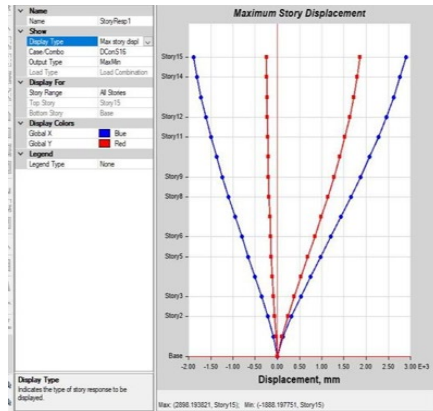 Name
Name StoryResp1
Show
Display Type Max story displ
Case/Combo DConS16
Output Type MaxMin
Load Type Load Combination
Display For
Story Range All Stories
Top Story Story15
Bottom Story Base
Display Colors
Global X Blue
Global Y Red
Legend
Legend Type None
Display Type
Indicates the type of story response to be
displayed.
Maximum Story Displacement
Story15
Story14
Story12
Story11
Story9
Story8
Story6
Story5
Story3
Story2
Base
-2.00 -1.50 -1.00 -0.50 0.00 0.50 1.00 1.50 2.00 2.50 3.00 E+3
Displacement, mm
Max: (2898.193821, Story15); Min: (-1888.197751, Story15)